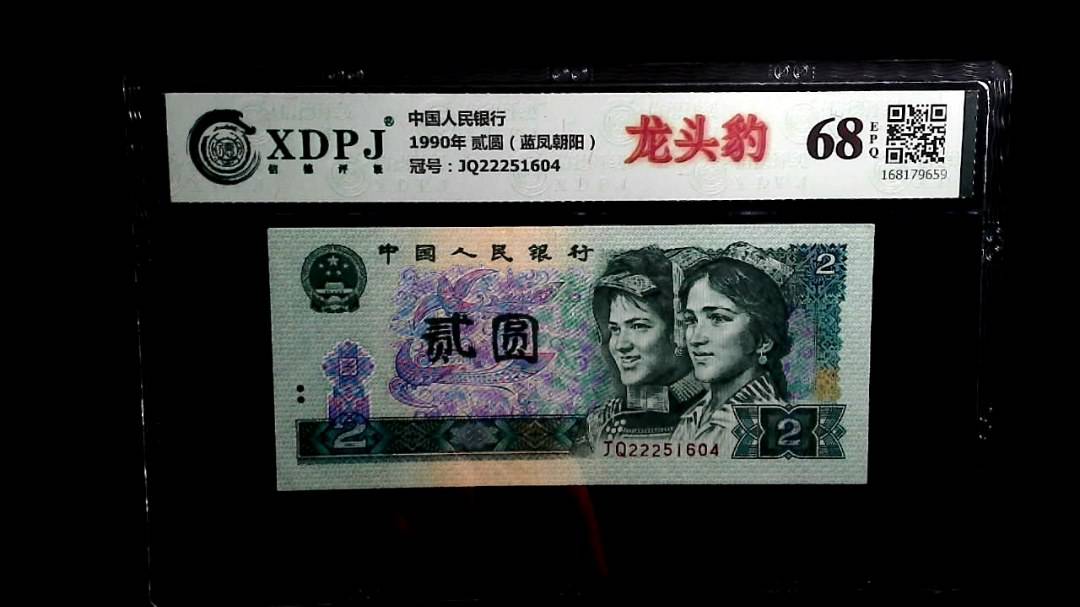 XDPJ®
信德评级
中国人民银行
1990年 贰圆（蓝凤朝阳）
冠号：JQ22251604
龙头豹
68
EPQ
168179659
中国人民银行
2
贰圆
2
JQ22251604
2